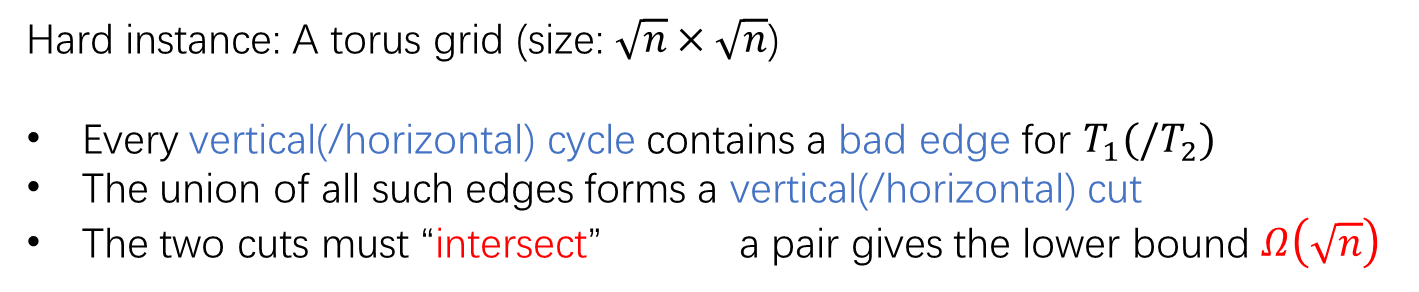 Hard instance: A torus grid (size: √n × √n)
• Every vertical(/horizontal) cycle contains a bad edge for T₁(/T₂)
• The union of all such edges forms a vertical(/horizontal) cut
• The two cuts must “intersect” a pair gives the lower bound Ω(√n)